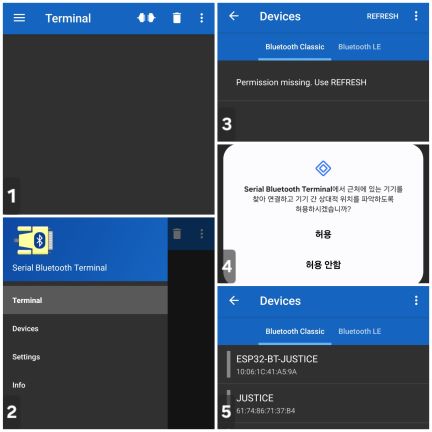 Terminal
1
Serial Bluetooth Terminal
Terminal
Devices
Settings
Info
2
Devices
REFRESH
Bluetooth Classic
Bluetooth LE
Permission missing. Use REFRESH
3
Serial Bluetooth Terminal에서 근처에 있는 기기를
찾아 연결하고 기기 간 상대적 위치를 파악하도록
허용하시겠습니까?
허용
허용 안함
4
Devices
Bluetooth Classic
Bluetooth LE
ESP32-BT-JUSTICE
10:06:1C:41:A5:9A
JUSTICE
61:74:86:71:37:B4
5